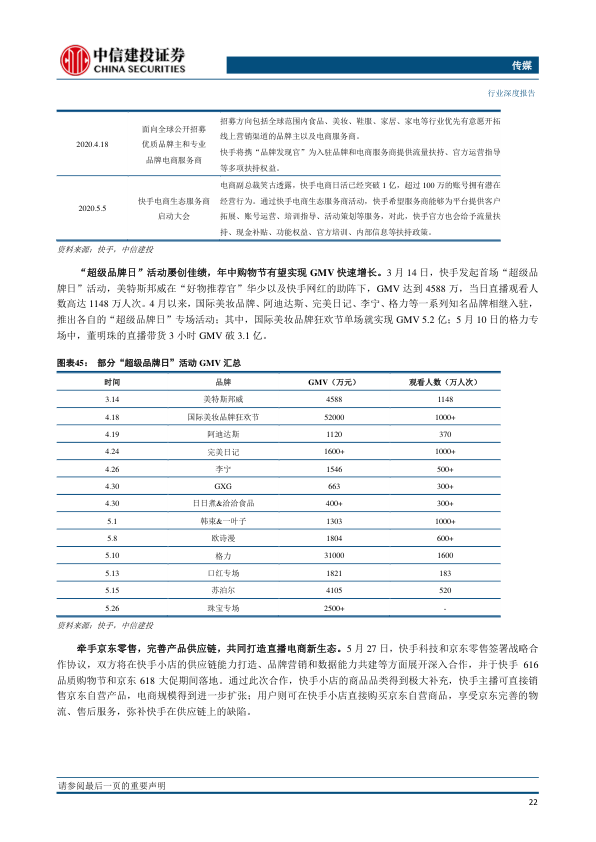 中信建投证券
CHINA SECURITIES
传媒
行业深度报告
2020.4.18
面向全球公开招募
优质品牌主和专业
品牌电商服务商
招募方向包括全球范围内食品、美妆、鞋服、家居、家电等行业优先有意愿开拓
线上营销渠道的品牌主以及电商服务商。
快手将携“品牌发现官”为入驻品牌和电商服务商提供流量扶持、官方运营指导
等多项扶持权益。
2020.5.5
快手电商生态服务商
启动大会
电商副总裁笑古透露，快手电商日活已经突破 1 亿，超过 100 万的账号拥有潜在
经营行为。通过快手电商生态服务商活动，快手希望服务商能够为平台提供客户
拓展、账号运营、培训指导、活动策划等服务，对此，快手官方也会给予流量扶
持、现金补贴、功能权益、官方培训、内部信息等扶持政策。
资料来源：快手，中信建投
“超级品牌日”活动屡创佳绩，年中购物节有望实现 GMV 快速增长。3 月 14 日，快手发起首场“超级品
牌日”活动，美特斯邦威在“好物推荐官”华少以及快手网红的助阵下，GMV 达到 4588 万，当日直播观看人
数高达 1148 万人次。4 月以来，国际美妆品牌、阿迪达斯、完美日记、李宁、格力等一系列知名品牌相继入驻，
推出各自的“超级品牌日”专场活动；其中，国际美妆品牌狂欢节单场就实现 GMV 5.2 亿；5 月 10 日的格力专
场中，董明珠的直播带货 3 小时 GMV 破 3.1 亿。
图表45： 部分“超级品牌日”活动 GMV 汇总
时间 品牌 GMV（万元） 观看人数（万人次）
3.14 美特斯邦威 4588 1148
4.18 国际美妆品牌狂欢节 52000 1000+
4.19 阿迪达斯 1120 370
4.24 完美日记 1600+ 1000+
4.26 李宁 1546 500+
4.30 GXG 663 300+
4.30 日日煮&洽洽食品 400+ 300+
5.1 韩束&一叶子 1303 1000+
5.8 欧诗漫 1804 600+
5.10 格力 31000 1600
5.13 口红专场 1821 183
5.15 苏泊尔 4105 520
5.26 珠宝专场 2500+ -
资料来源：快手，中信建投
牵手京东零售，完善产品供应链，共同打造直播电商新生态。5 月 27 日，快手科技和京东零售签署战略合
作协议，双方将在快手小店的供应链能力打造、品牌营销和数据能力共建等方面展开深入合作，并于快手 616
品质购物节和京东 618 大促期间落地。通过此次合作，快手小店的商品品类得到极大补充，快手主播可直接销
售京东自营产品，电商规模得到进一步扩张；用户则可在快手小店直接购买京东自营商品，享受京东完善的物
流、售后服务，弥补快手在供应链上的缺陷。
请参阅最后一页的重要声明
22